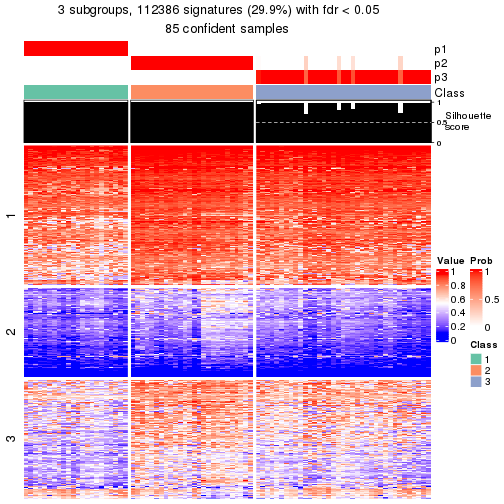 3 subgroups, 112386 signatures (29.9%) with fdr < 0.05
85 confident samples
p1
p2
p3
Class
1
0.5
0
Silhouette
score
1
2
3
Value
1
0.8
0.6
0.4
0.2
0
Prob
1
0.5
0
Class
1
2
3